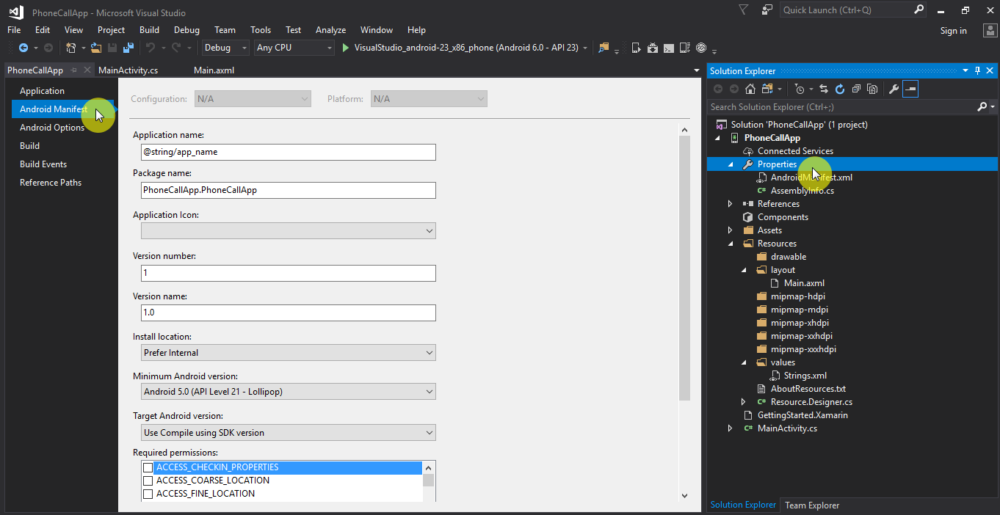 PhoneCallApp - Microsoft Visual Studio
Quick Launch (Ctrl+Q)
File Edit View Project Build Debug Team Tools Test Analyze Window Help
Sign in
Debug Any CPU VisualStudio_android-23_x86_phone (Android 6.0 - API 23)
PhoneCallApp MainActivity.cs Main.axml
Application
Android Manifest
Android Options
Build
Build Events
Reference Paths
Configuration: N/A Platform: N/A
Application name:
@string/app_name
Package name:
PhoneCallApp.PhoneCallApp
Application Icon:
Version number:
1
Version name:
1.0
Install location:
Prefer Internal
Minimum Android version:
Android 5.0 (API Level 21 - Lollipop)
Target Android version:
Use Compile using SDK version
Required permissions:
ACCESS_CHECKIN_PROPERTIES
ACCESS_COARSE_LOCATION
ACCESS_FINE_LOCATION
Solution Explorer
Search Solution Explorer (Ctrl+;)
Solution 'PhoneCallApp' (1 project)
PhoneCallApp
Connected Services
Properties
AndroidManifest.xml
C# AssemblyInfo.cs
References
Components
Assets
Resources
drawable
layout
Main.axml
mipmap-hdpi
mipmap-mdpi
mipmap-xhdpi
mipmap-xxhdpi
mipmap-xxxhdpi
values
Strings.xml
AboutResources.txt
C# Resource.Designer.cs
GettingStarted.Xamarin
C# MainActivity.cs
Solution Explorer Team Explorer